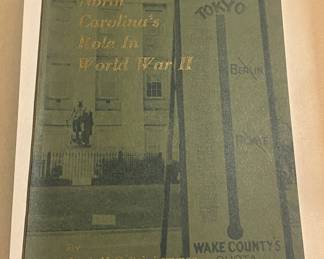 North
Carolina's
Role In
World War II
TOKYO
BERLIN
ROME
WAKE COUNTY'S
QUOTA
BY